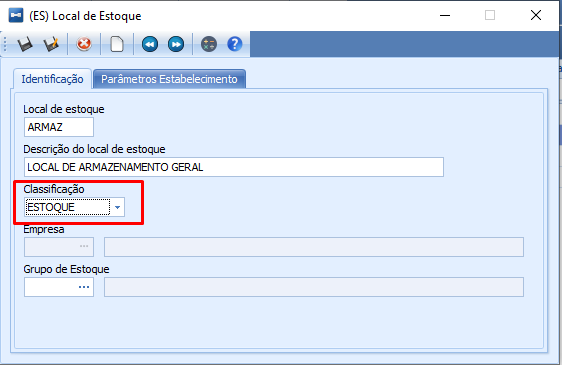 (ES) Local de Estoque
Identificação Parâmetros Estabelecimento
Local de estoque
ARMAZ
Descrição do local de estoque
LOCAL DE ARMAZENAMENTO GERAL
Classificação
ESTOQUE
Empresa
Grupo de Estoque